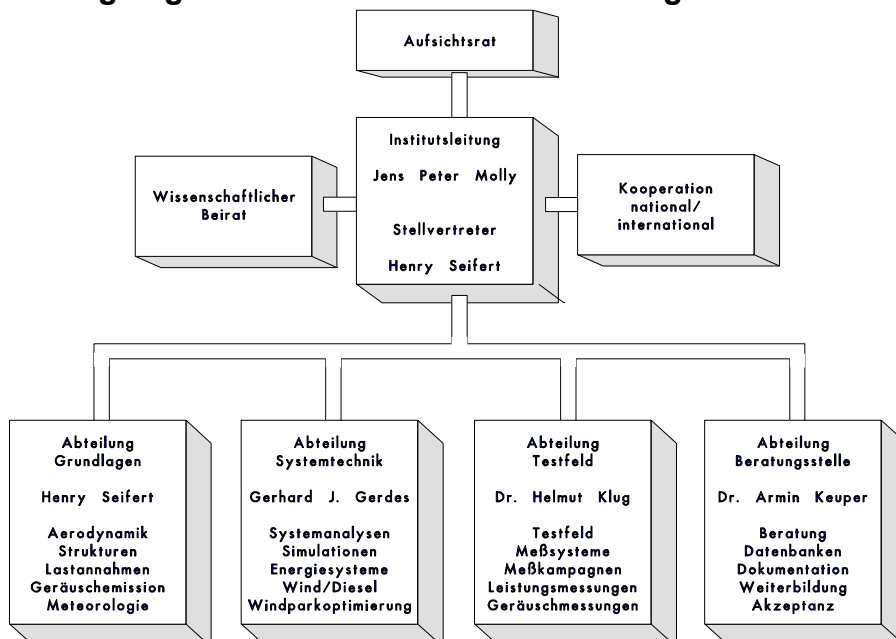 Aufsichtsrat
Institutsleitung
Jens Peter Molly
Stellvertreter
Henry Seifert
Wissenschaftlicher
Beirat
Kooperation
national/
international
Abteilung
Grundlagen
Henry Seifert
Aerodynamik
Strukturen
Lastannahmen
Geräuschemission
Meteorologie
Abteilung
Systemtechnik
Gerhard J. Gerdes
Systemanalysen
Simulationen
Energiesysteme
Wind/Diesel
Windparkoptimierung
Abteilung
Testfeld
Dr. Helmut Klug
Testfeld
Meßsysteme
Meßkampagnen
Leistungsmessungen
Geräuschmessungen
Abteilung
Beratungsstelle
Dr. Armin Keuper
Beratung
Datenbanken
Dokumentation
Weiterbildung
Akzeptanz